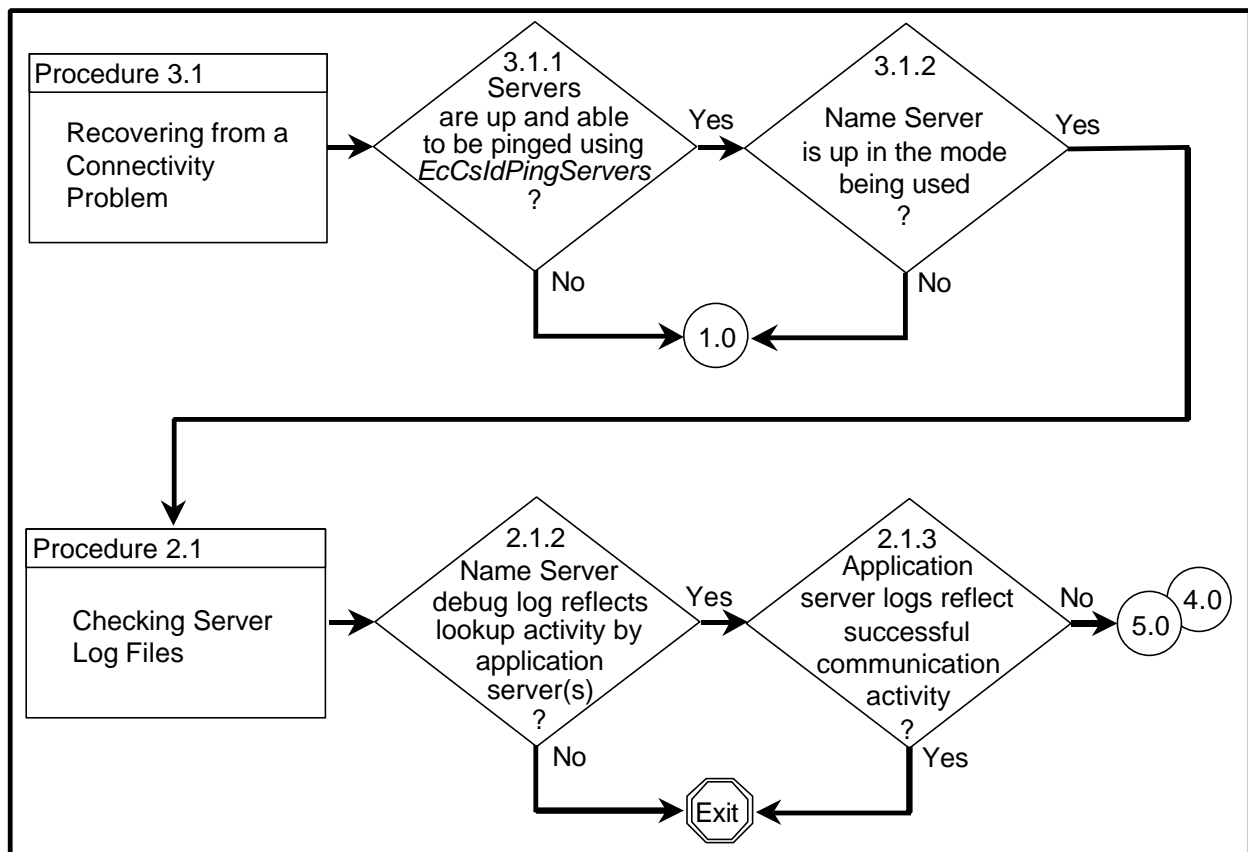 Procedure 3.1
Recovering from a
Connectivity
Problem
3.1.1
Servers
are up and able
to be pinged using
EcCsIdPingServers
?
Yes
No
3.1.2
Name Server
is up in the mode
being used
?
Yes
No
1.0
Procedure 2.1
Checking Server
Log Files
2.1.2
Name Server
debug log reflects
lookup activity by
application
server(s)
?
Yes
No
2.1.3
Application
server logs reflect
successful
communication
activity
?
No
Yes
5.0
4.0
Exit